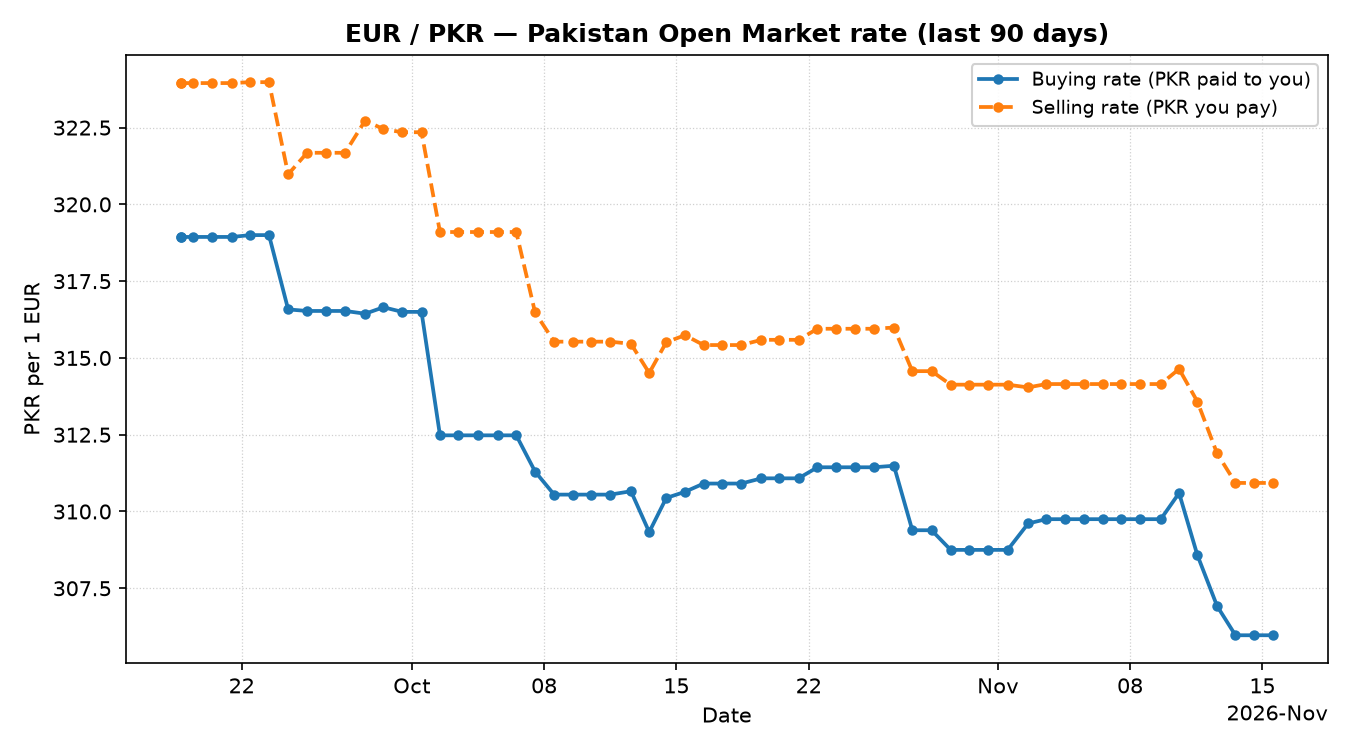 EUR / PKR — Pakistan Open Market rate (last 90 days)
Buying rate (PKR paid to you)
Selling rate (PKR you pay)
PKR per 1 EUR
322.5
320.0
317.5
315.0
312.5
310.0
307.5
22 Oct 08 15 22 Nov 08 15
Date
2026-Nov